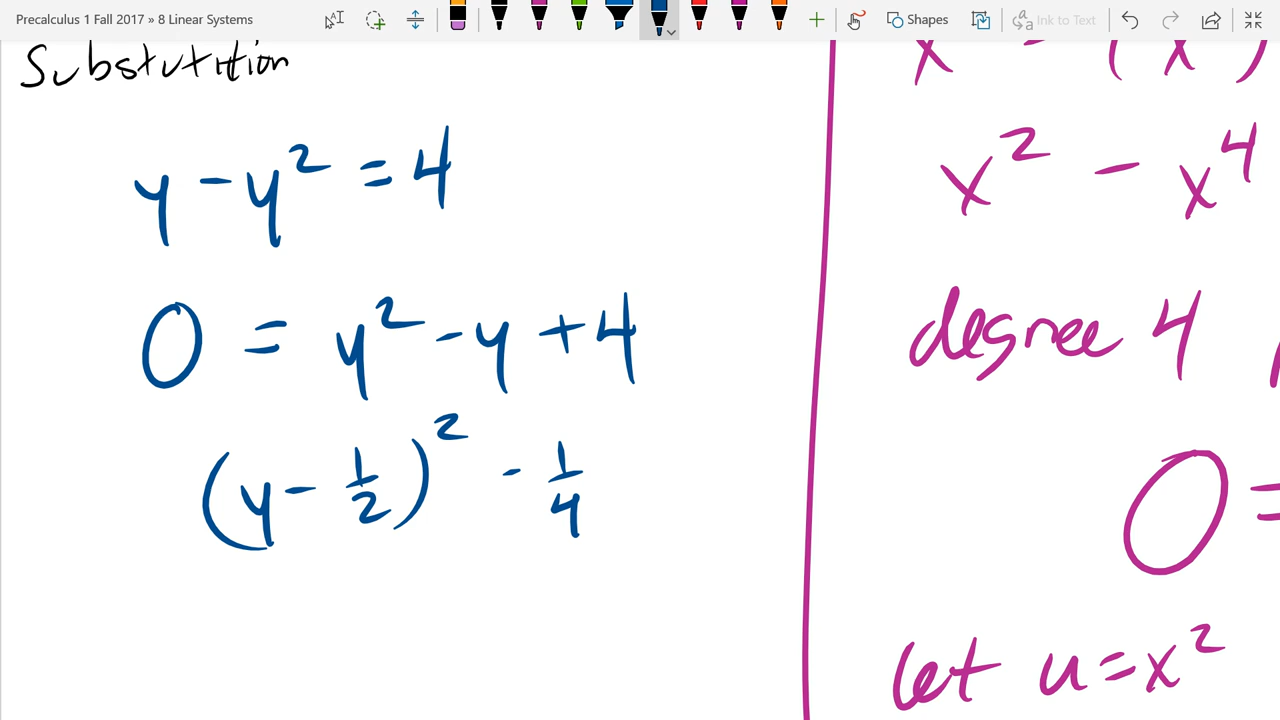 Precalculus 1 Fall 2017 » 8 Linear Systems
Shapes
Ink to Text
Substutition
y - y² = 4
0 = y² - y + 4
(y - 1/2)² - 1/4
x² - x⁴
degree 4
0 =
let u = x²